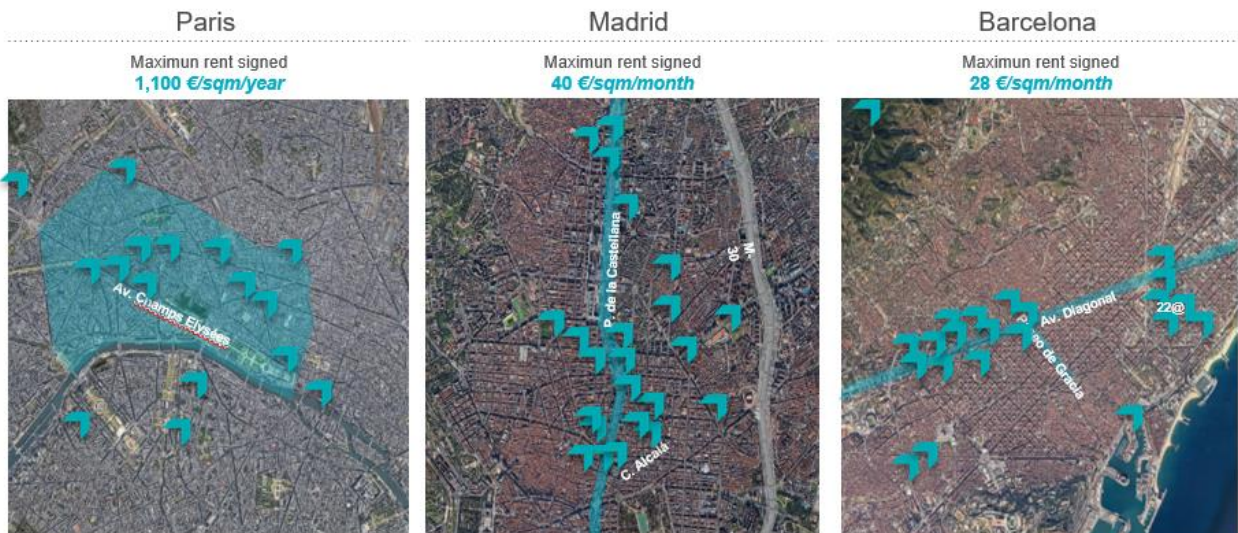 Paris
Maximun rent signed
1,100 €/sqm/year
Av. Champs Elysées
Madrid
Maximun rent signed
40 €/sqm/month
P. de la Castellana
M-
30
C. Alcalá
Barcelona
Maximun rent signed
28 €/sqm/month
Av. Diagonal
22@
de Gracia